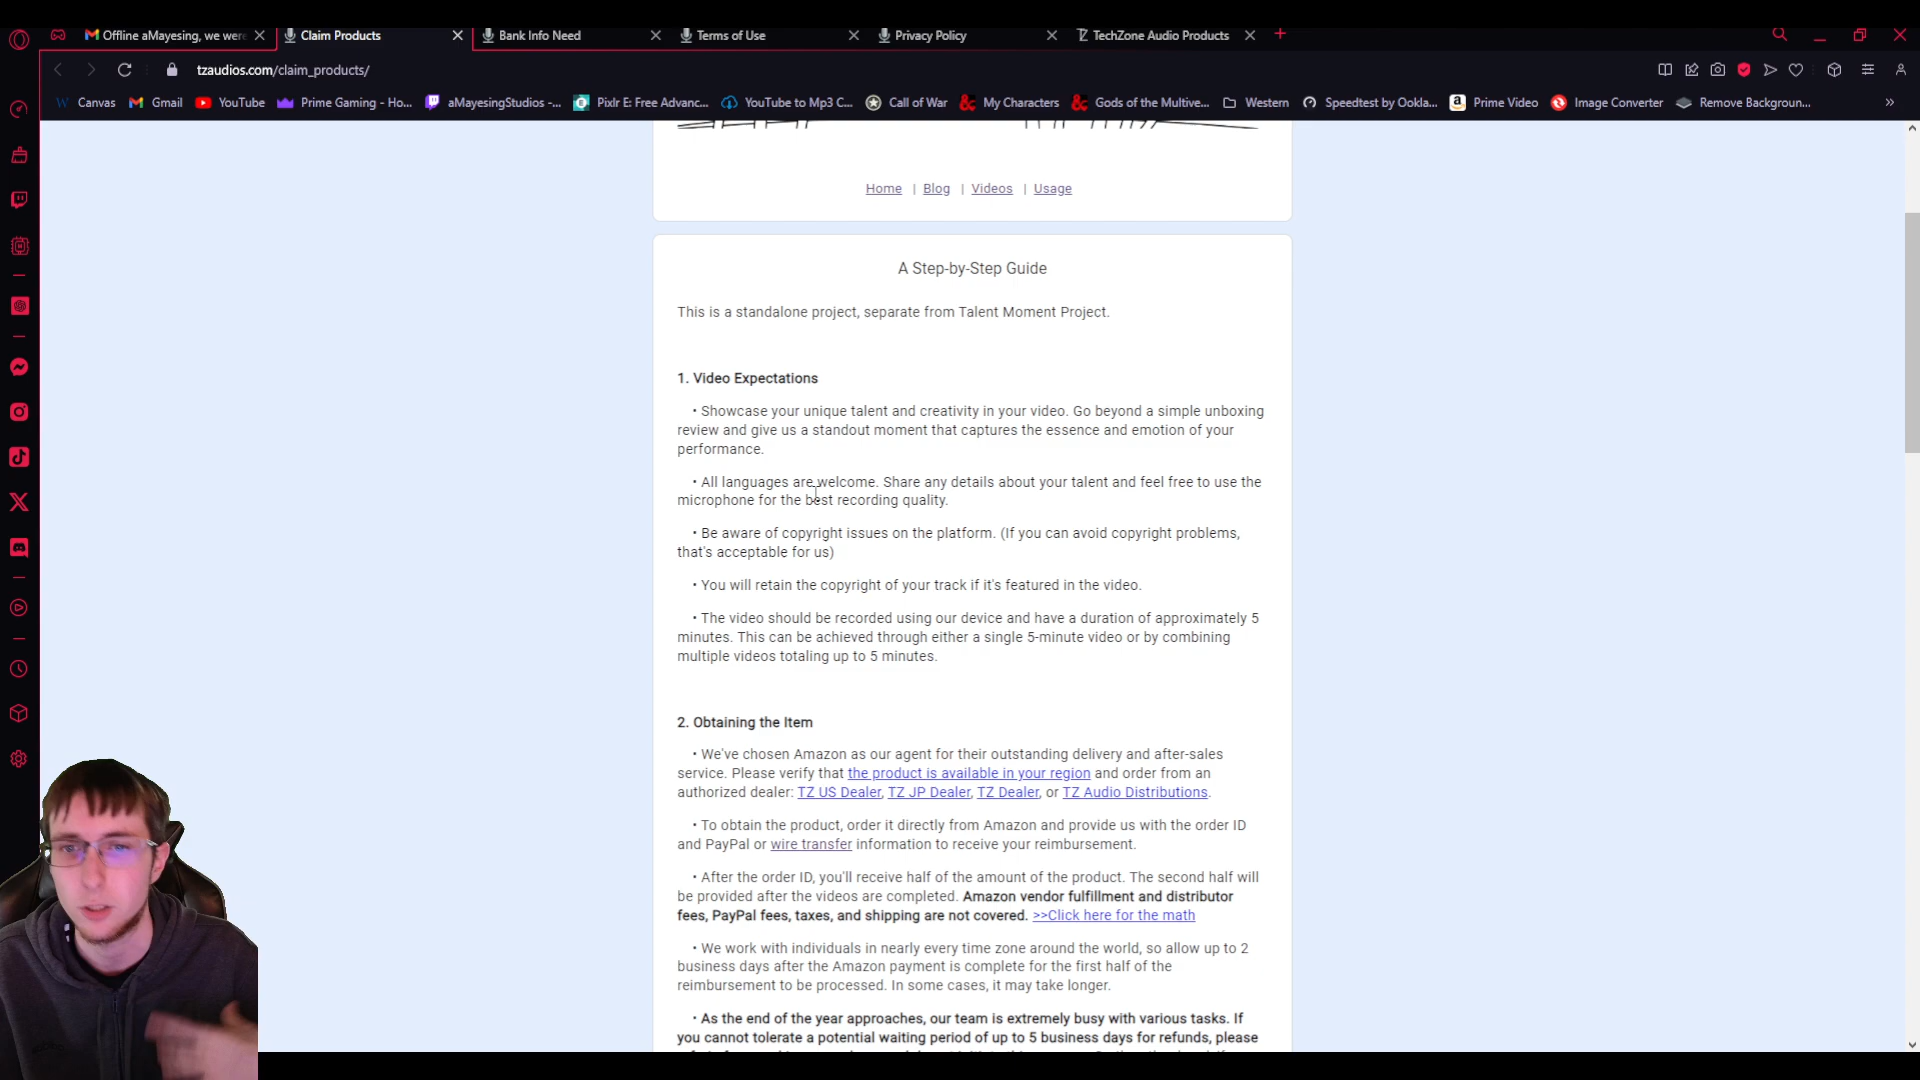 Offline aMayesing, we were
Claim Products
Bank Info Need
Terms of Use
Privacy Policy
TechZone Audio Products
tzaudios.com/claim_products/
Canvas
Gmail
YouTube
Prime Gaming - Ho...
aMayesingStudios -...
Pixlr E: Free Advanc...
YouTube to Mp3 C...
Call of War
My Characters
Gods of the Multive...
Western
Speedtest by Ookla...
Prime Video
Image Converter
Remove Backgroun...
Home | Blog | Videos | Usage
A Step-by-Step Guide
This is a standalone project, separate from Talent Moment Project.
1. Video Expectations
• Showcase your unique talent and creativity in your video. Go beyond a simple unboxing
review and give us a standout moment that captures the essence and emotion of your
performance.
• All languages are welcome. Share any details about your talent and feel free to use the
microphone for the best recording quality.
• Be aware of copyright issues on the platform. (If you can avoid copyright problems,
that's acceptable for us)
• You will retain the copyright of your track if it's featured in the video.
• The video should be recorded using our device and have a duration of approximately 5
minutes. This can be achieved through either a single 5-minute video or by combining
multiple videos totaling up to 5 minutes.
2. Obtaining the Item
• We've chosen Amazon as our agent for their outstanding delivery and after-sales
service. Please verify that the product is available in your region and order from an
authorized dealer: TZ US Dealer, TZ JP Dealer, TZ Dealer, or TZ Audio Distributions.
• To obtain the product, order it directly from Amazon and provide us with the order ID
and PayPal or wire transfer information to receive your reimbursement.
• After the order ID, you'll receive half of the amount of the product. The second half will
be provided after the videos are completed. Amazon vendor fulfillment and distributor
fees, PayPal fees, taxes, and shipping are not covered. >>Click here for the math
• We work with individuals in nearly every time zone around the world, so allow up to 2
business days after the Amazon payment is complete for the first half of the
reimbursement to be processed. In some cases, it may take longer.
• As the end of the year approaches, our team is extremely busy with various tasks. If
you cannot tolerate a potential waiting period of up to 5 business days for refunds, please